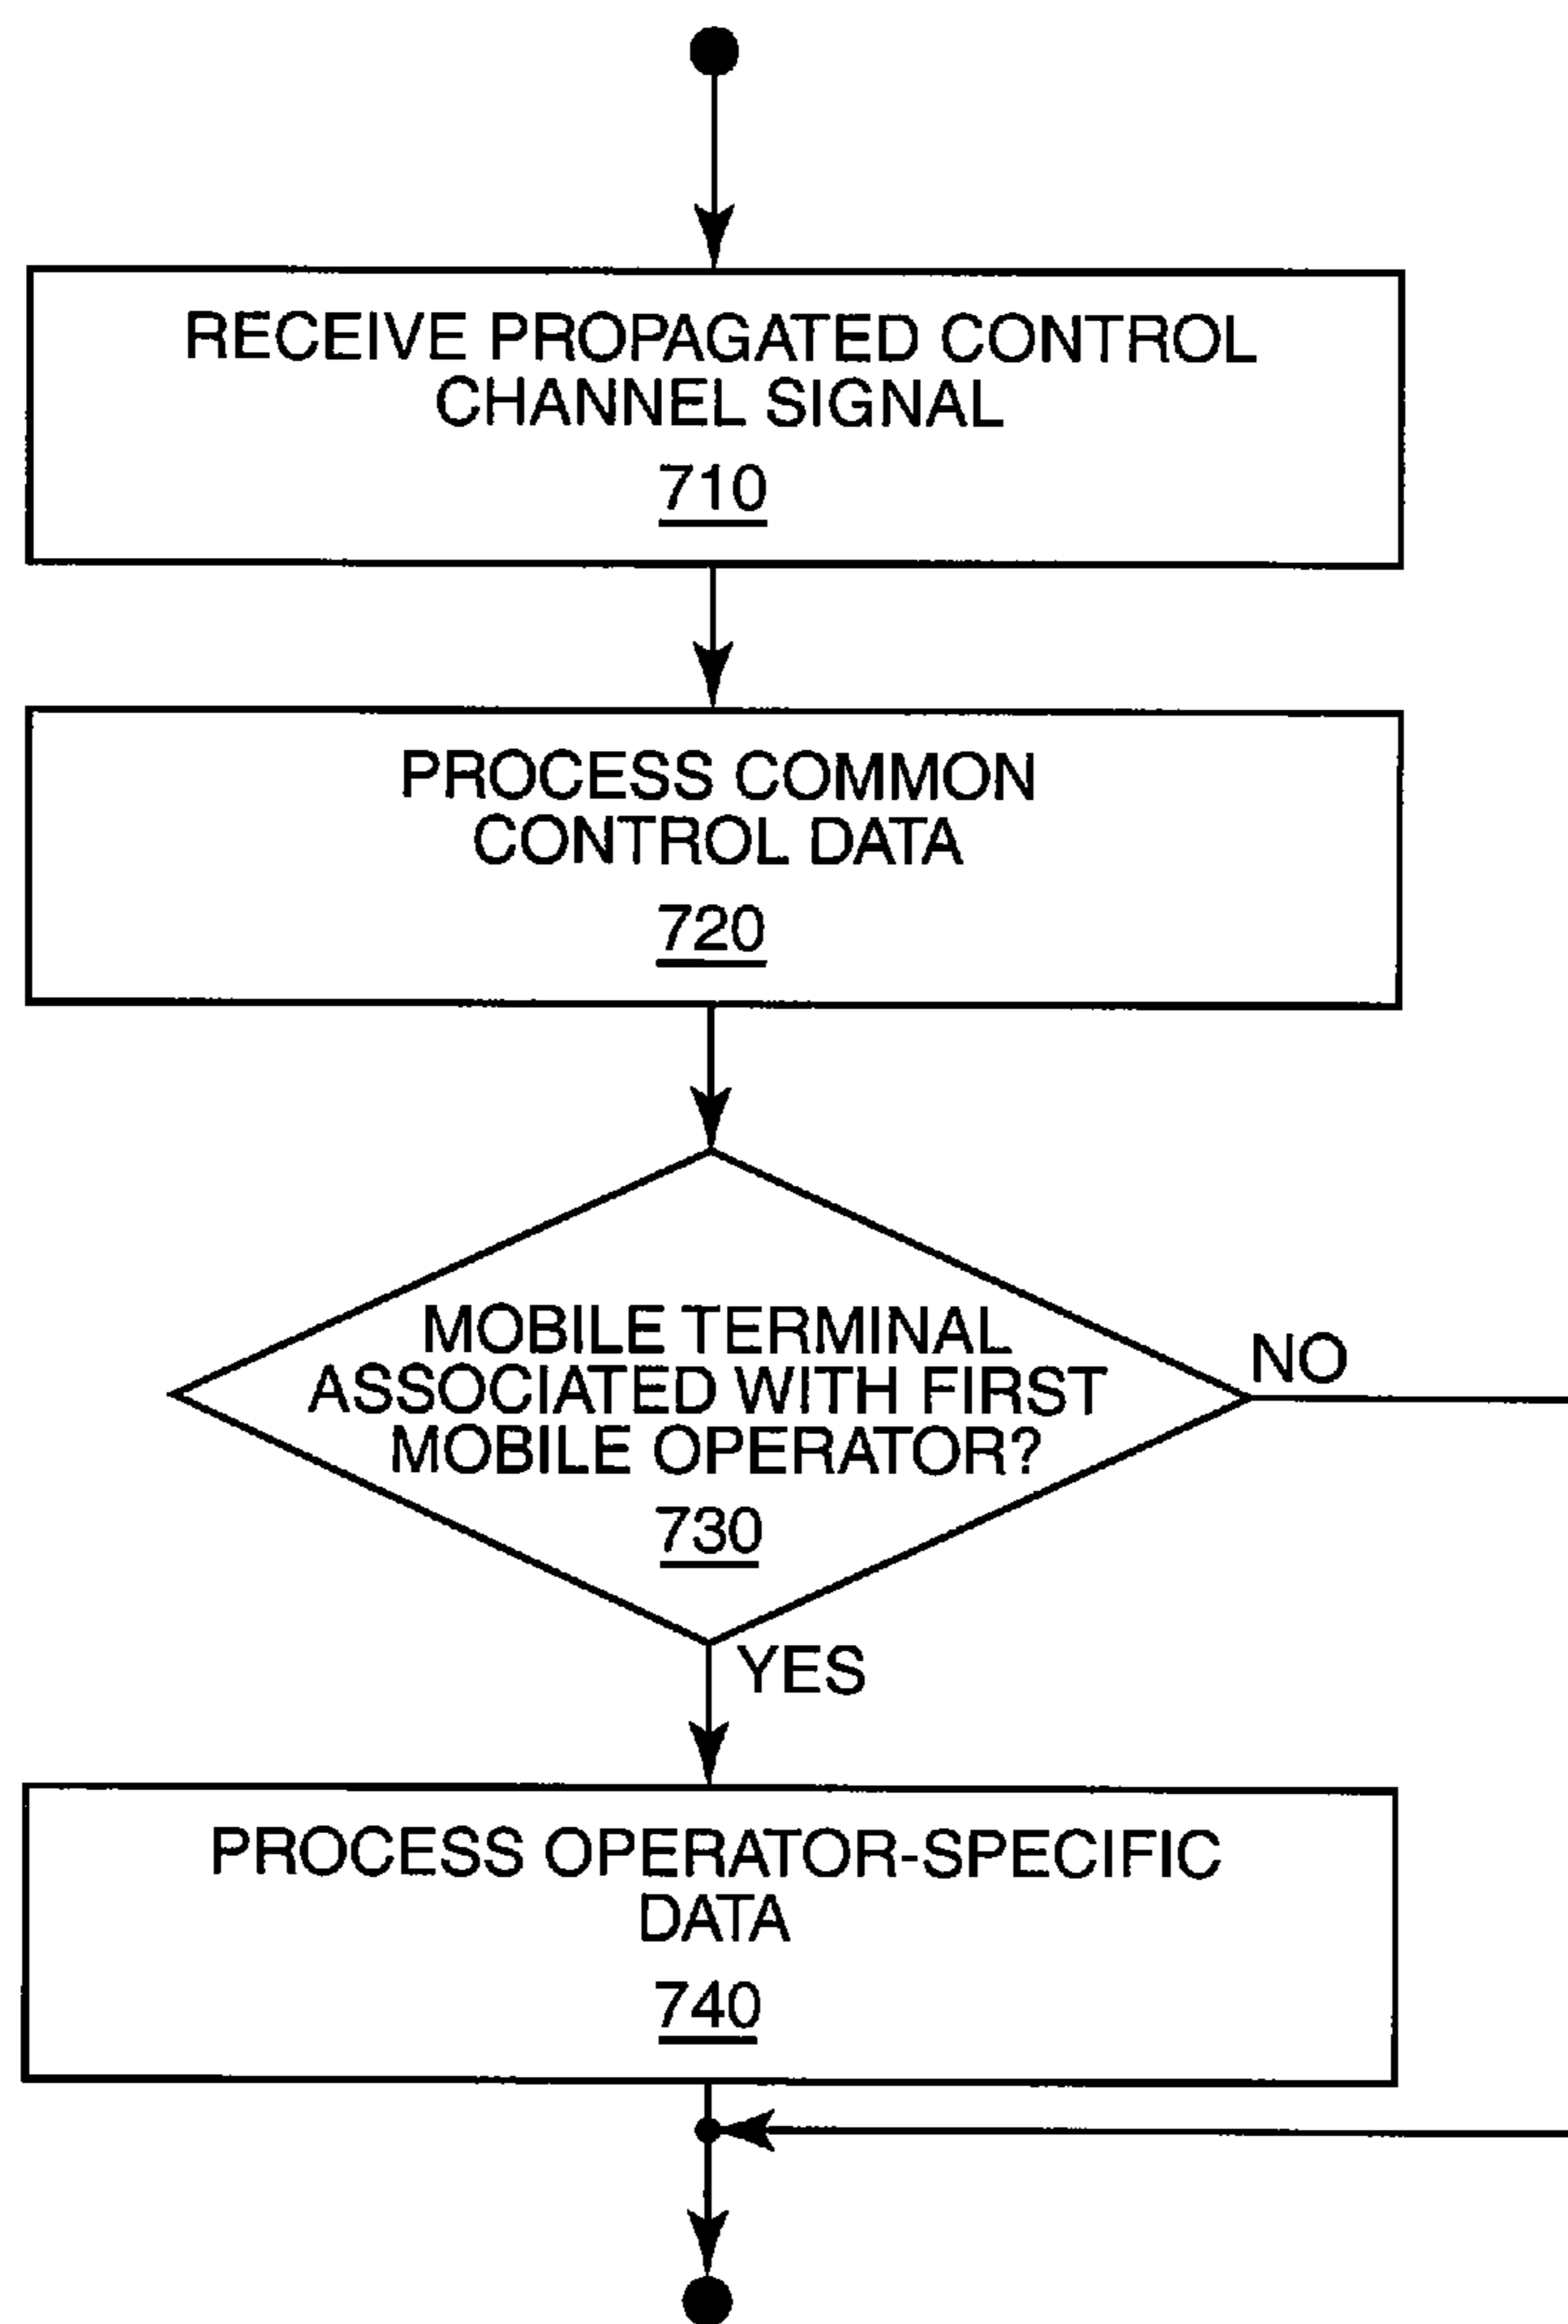 RECEIVE PROPAGATED CONTROL
CHANNEL SIGNAL
710
PROCESS COMMON
CONTROL DATA
720
MOBILE TERMINAL
ASSOCIATED WITH FIRST
MOBILE OPERATOR?
730
NO
YES
PROCESS OPERATOR-SPECIFIC
DATA
740